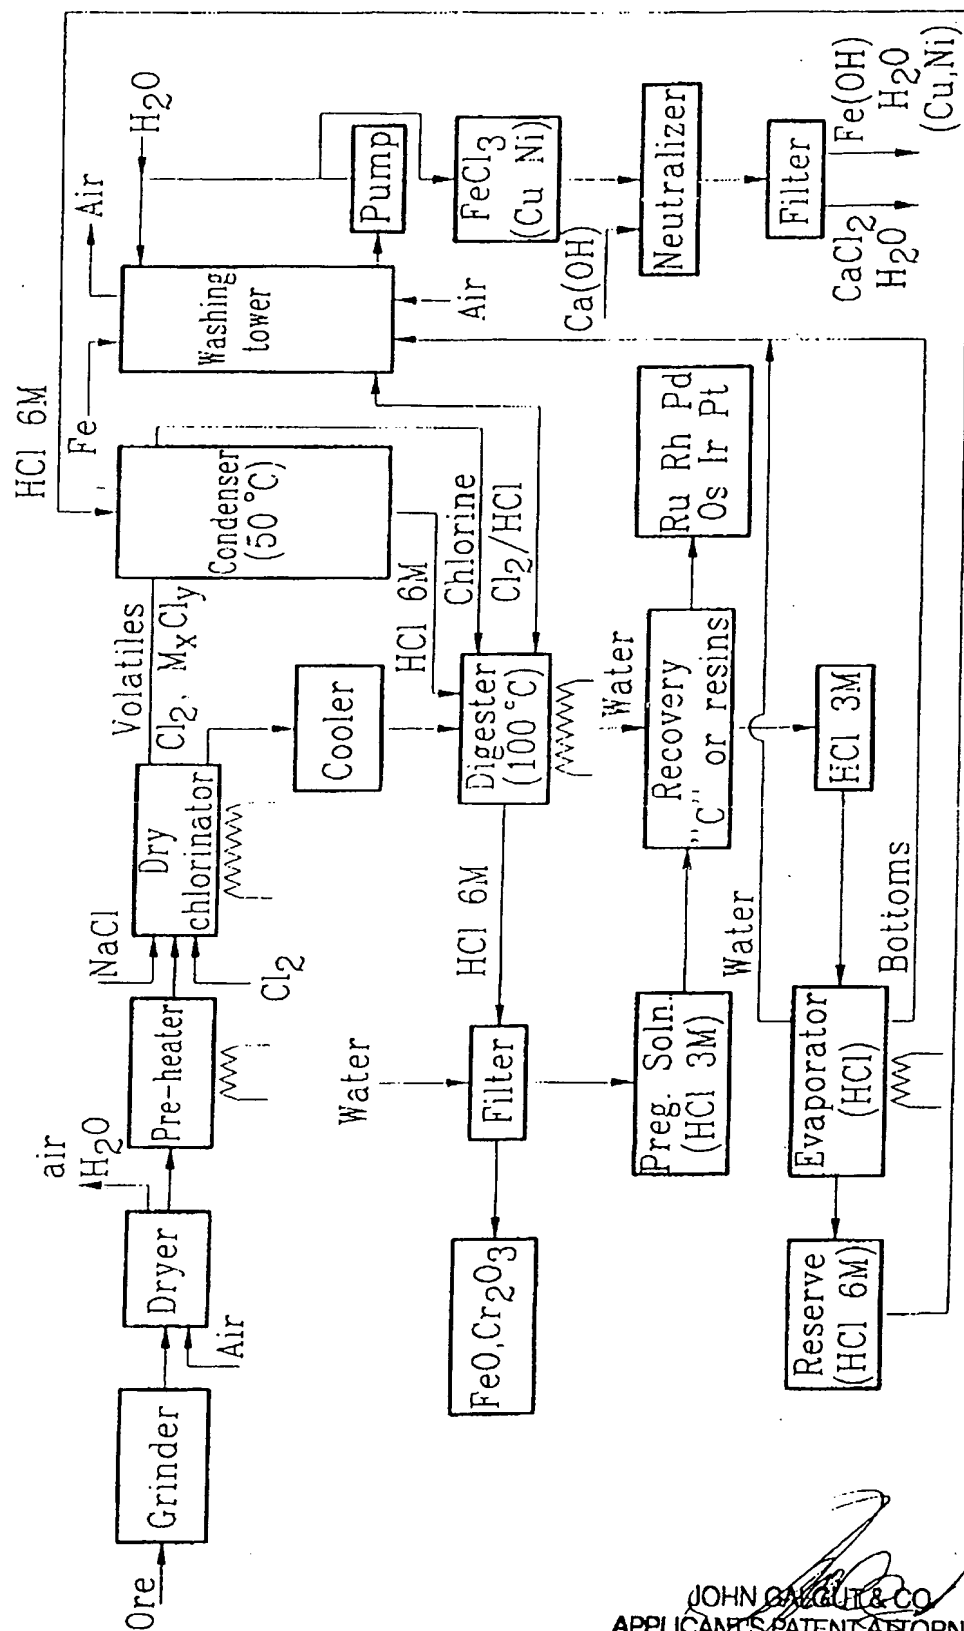 Ore
Grinder
Air
Dryer
air
H2O
Pre-heater
NaCl
Cl2
Dry
chlorinator
Volatiles
Cl2, MxCly
Cooler
HCl 6M
Condenser
(50°C)
HCl 6M
Chlorine
Cl2/HCl
Fe
Washing
tower
Air
H2O
Air
Pump
FeCl3
(Cu Ni)
Ca(OH)
Neutralizer
Filter
CaCl2
H2O
Fe(OH)
H2O
(Cu,Ni)
Digester
(100°C)
Water
HCl 6M
Water
Filter
FeO,Cr2O3
Preg. Soln.
(HCl 3M)
Recovery
"C" or resins
Ru Rh Pd
Os Ir Pt
HCl 3M
Water
Bottoms
Evaporator
(HCl)
Reserve
(HCl 6M)
JOHN GALGUT & CO.
APPLICANT'S PATENT ATTORN